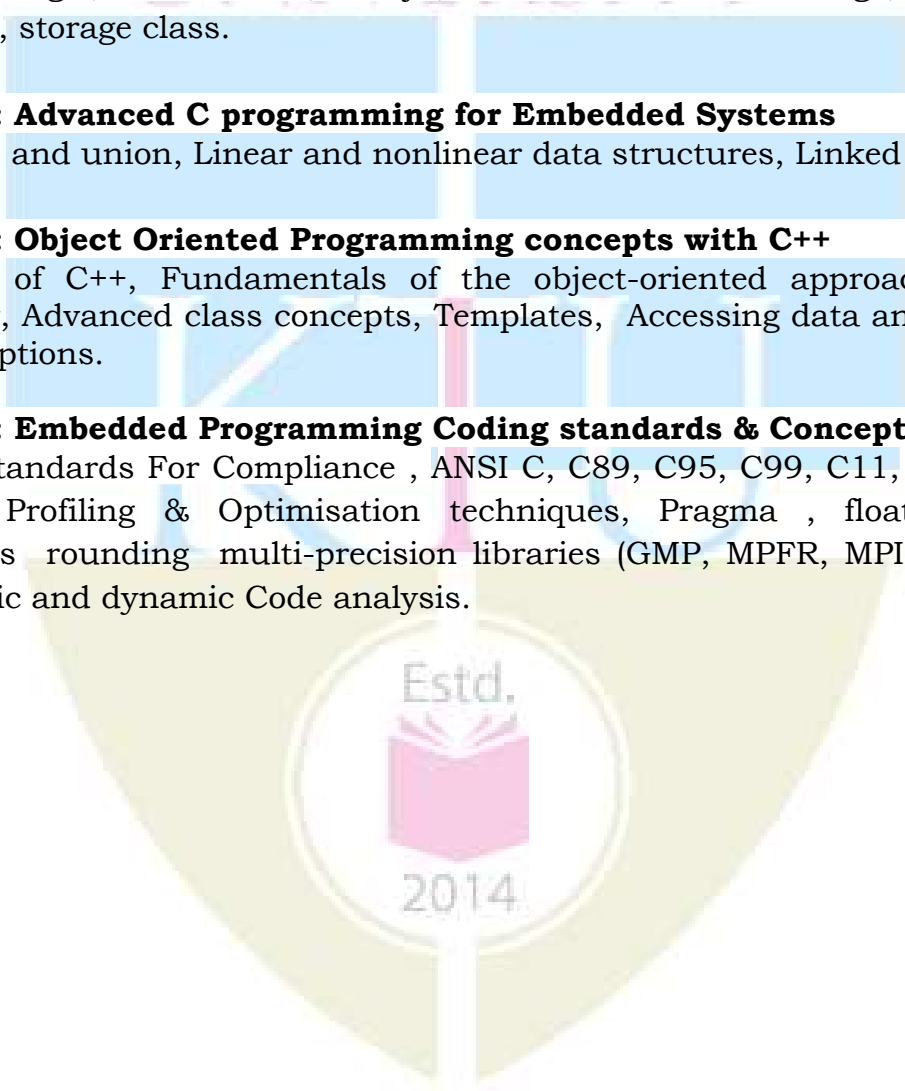 , storage class.
: Advanced C programming for Embedded Systems
and union, Linear and nonlinear data structures, Linked
: Object Oriented Programming concepts with C++
of C++, Fundamentals of the object-oriented approac
, Advanced class concepts, Templates, Accessing data an
ptions.
: Embedded Programming Coding standards & Concept
tandards For Compliance , ANSI C, C89, C95, C99, C11,
Profiling & Optimisation techniques, Pragma , float
s rounding multi-precision libraries (GMP, MPFR, MPI
ic and dynamic Code analysis.
KIU
Estd.
2014